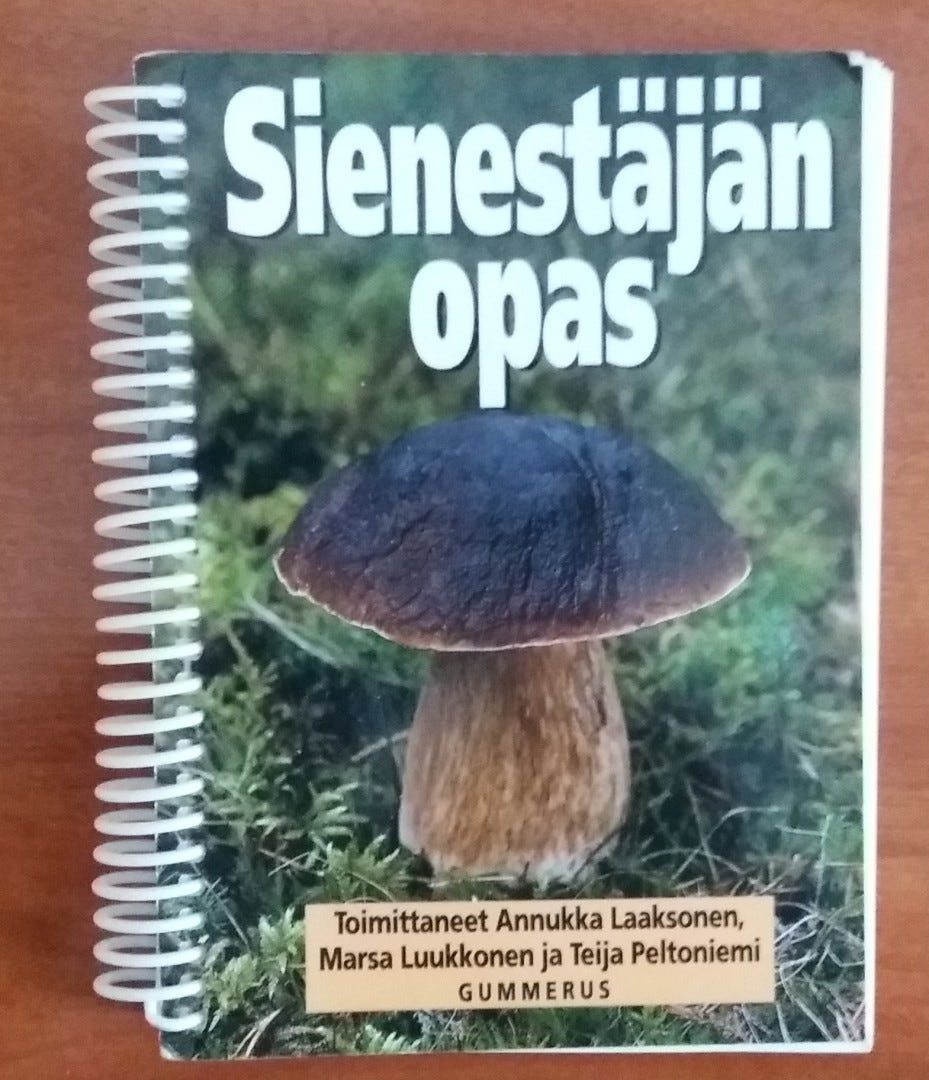 Sienestäjän
opas
Toimittaneet Annukka Laaksonen,
Marsa Luukkonen ja Teija Peltoniemi
GUMMERUS